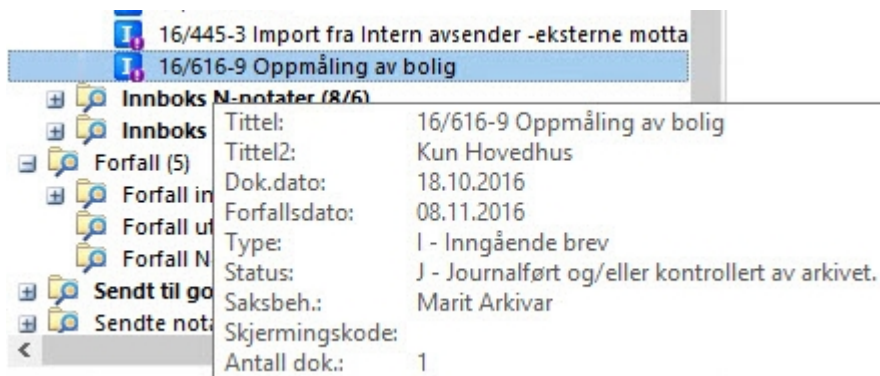 16/445-3 Import fra Intern avsender -eksterne motta
16/616-9 Oppmåling av bolig
Innboks N-notater (8/6)
Innboks
Forfall (5)
Forfall in
Forfall ut
Forfall N
Sendt til go
Sendte nota
Tittel: 16/616-9 Oppmåling av bolig
Tittel2: Kun Hovedhus
Dok.dato: 18.10.2016
Forfallsdato: 08.11.2016
Type: I - Inngående brev
Status: J - Journalført og/eller kontrollert av arkivet.
Saksbeh.: Marit Arkivar
Skjermingskode:
Antall dok.: 1